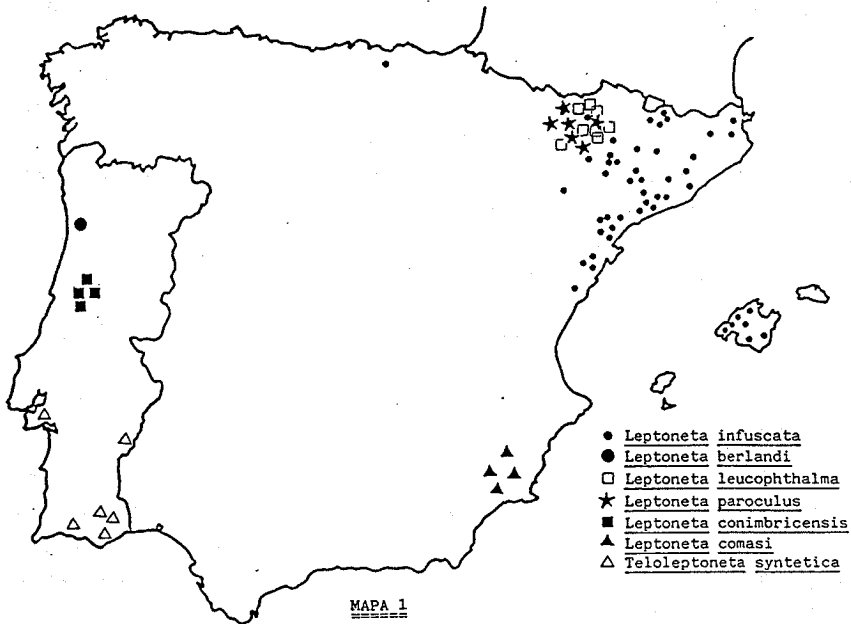 Leptoneta infuscata
Leptoneta berlandi
Leptoneta leucophthalma
Leptoneta paroculus
Leptoneta conimbricensis
Leptoneta comasi
Teloleptoneta syntetica
MAPA 1